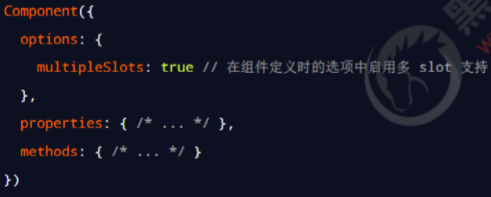 Component({
  options: {
    multipleSlots: true // 在组件定义时的选项中启用多 slot 支持
  },
  properties: { /* ... */ },
  methods: { /* ... */ }
})
黑